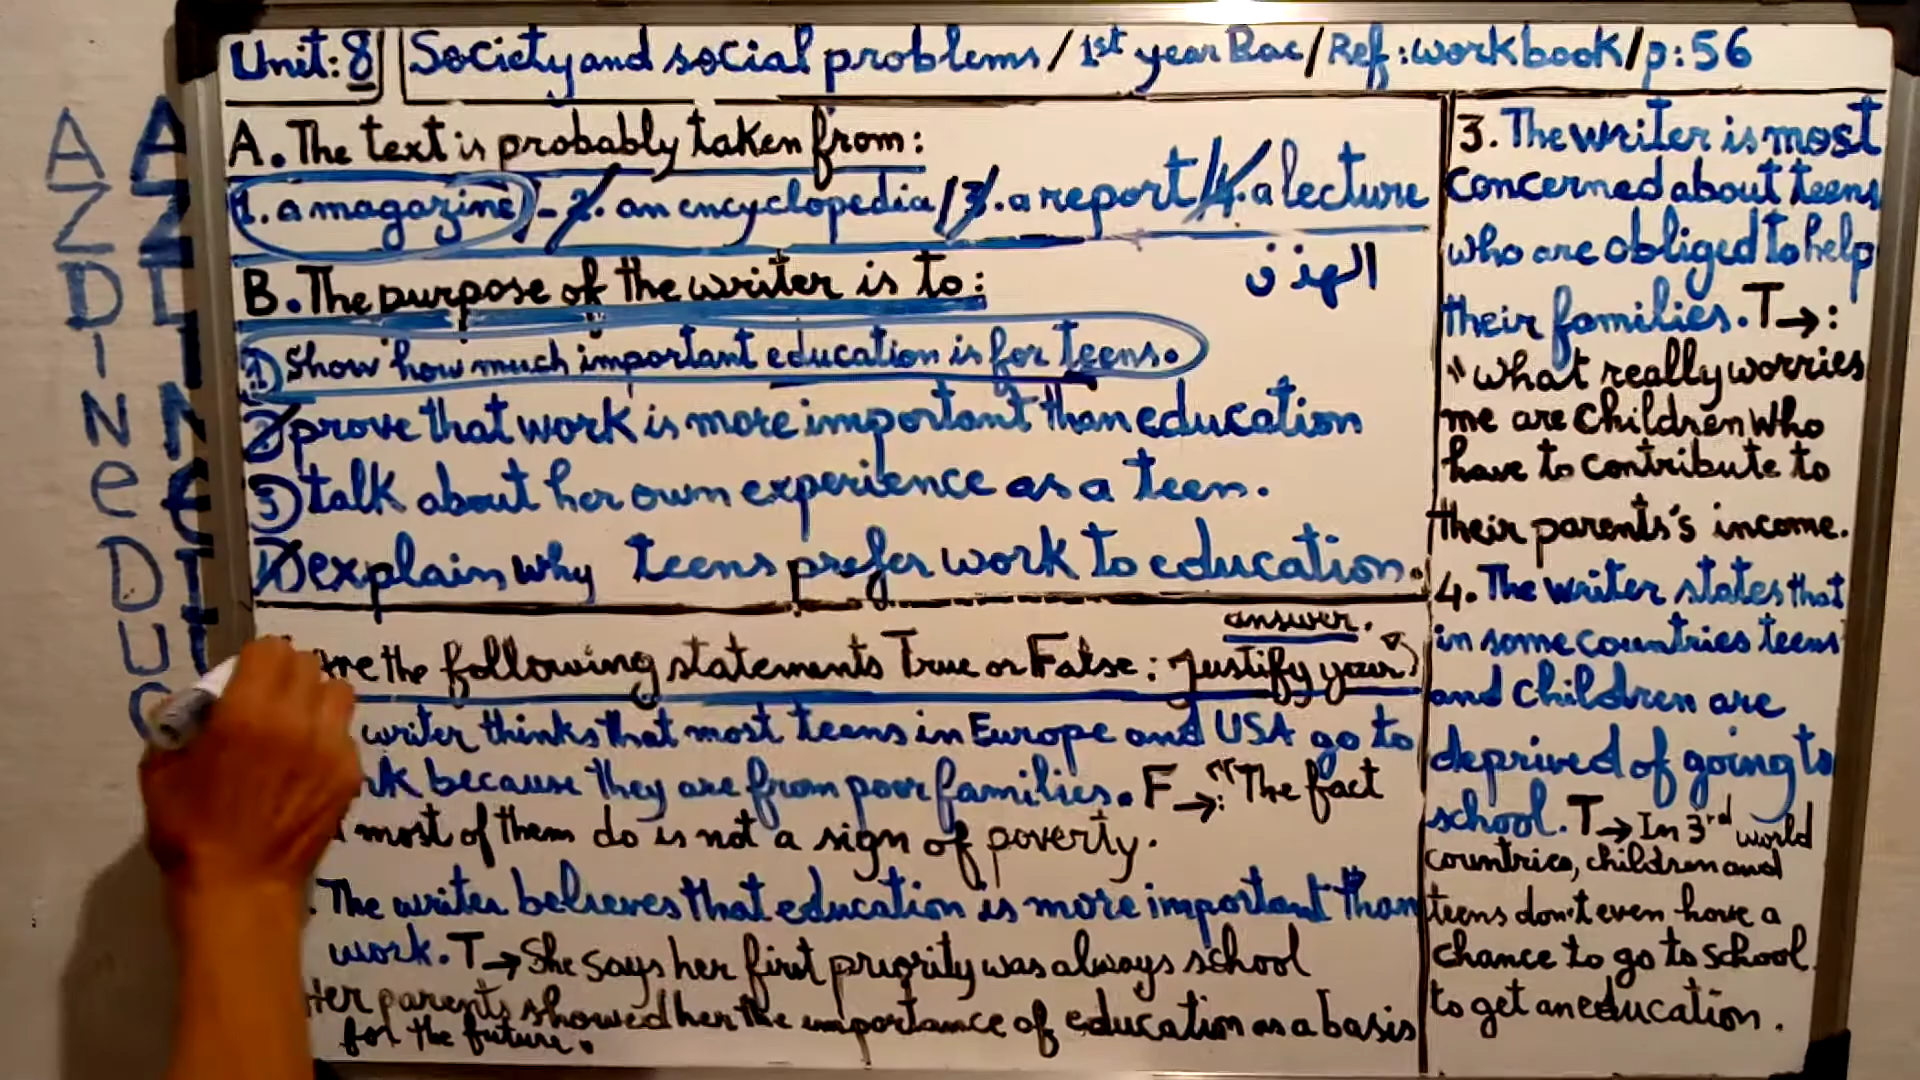 Unit: 8 Society and social problems / 1st year Bac / Ref: workbook / p: 56
A. The text is probably taken from:
1. a magazine - 2. an encyclopedia / 3. a report / 4. a lecture
B. The purpose of the writer is to:
الهدف
1) Show how much important education is for teens.
2) prove that work is more important than education
3) talk about her own experience as a teen.
explain why teens prefer work to education.
answer.
the following statements True or False: justify your
writer thinks that most teens in Europe and USA go to
because they are from poor families. F → : "The fact
most of them do is not a sign of poverty.
. The writer believes that education is more important than
work. T → She says her first priority was always school
Her parents showed her the importance of education as a basis
for the future.
3. The writer is most
concerned about teens
who are obliged to help
their families. T → :
"what really worries
me are children who
have to contribute to
their parents's income.
4. The writer states that
in some countries teens
and children are
deprived of going to
school. T → In 3rd world
countries, children and
teens don't even have a
chance to go to school
to get an education.
A
Z
D
I
N
e
D
U